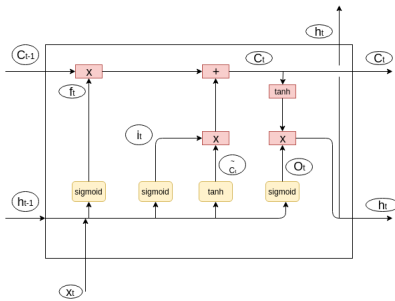 ht
Ct-1
Ct
Ct
x
+
ft
tanh
it
x
x
~
Ct
Ot
sigmoid
sigmoid
tanh
sigmoid
ht-1
ht
xt